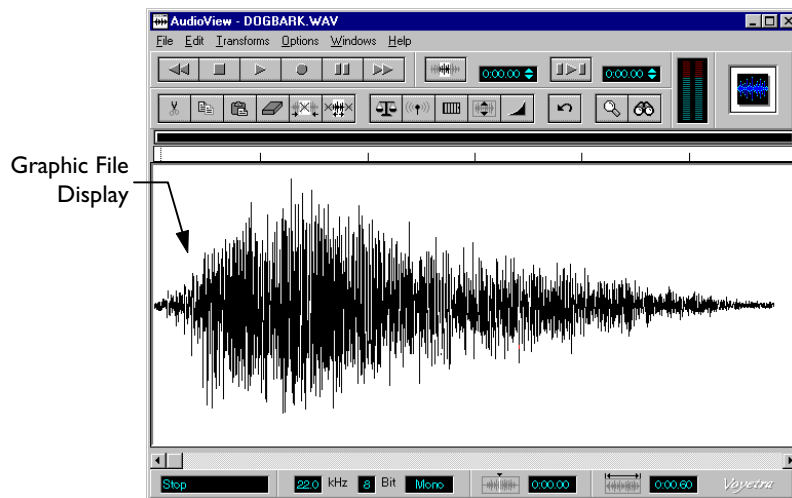 AudioView - DOGBARK.WAV
File Edit Transforms Options Windows Help
0:00.00 0:00.00
Graphic File
Display
Stop 22.0 kHz 8 Bit Mono 0:00.00 0:00.60 Voyetra